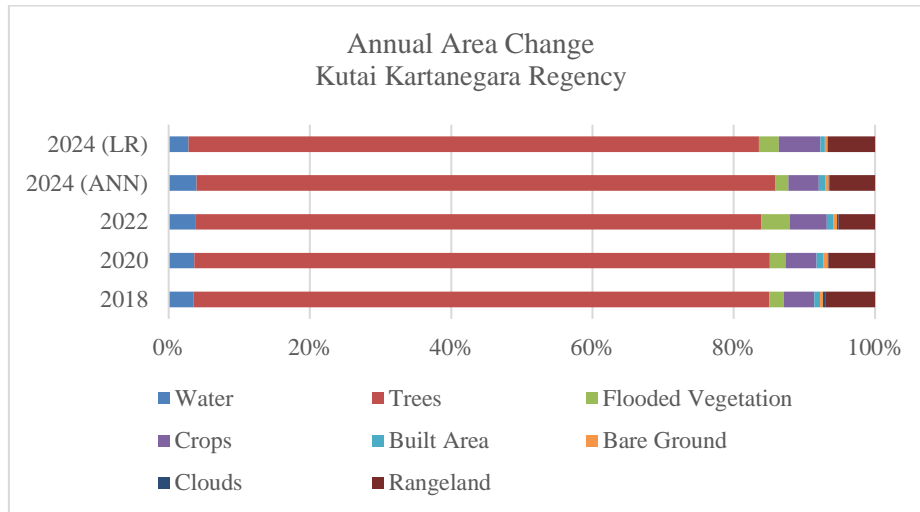 Annual Area Change
Kutai Kartanegara Regency
2024 (LR)
2024 (ANN)
2022
2020
2018
0% 20% 40% 60% 80% 100%
Water Trees Flooded Vegetation
Crops Built Area Bare Ground
Clouds Rangeland